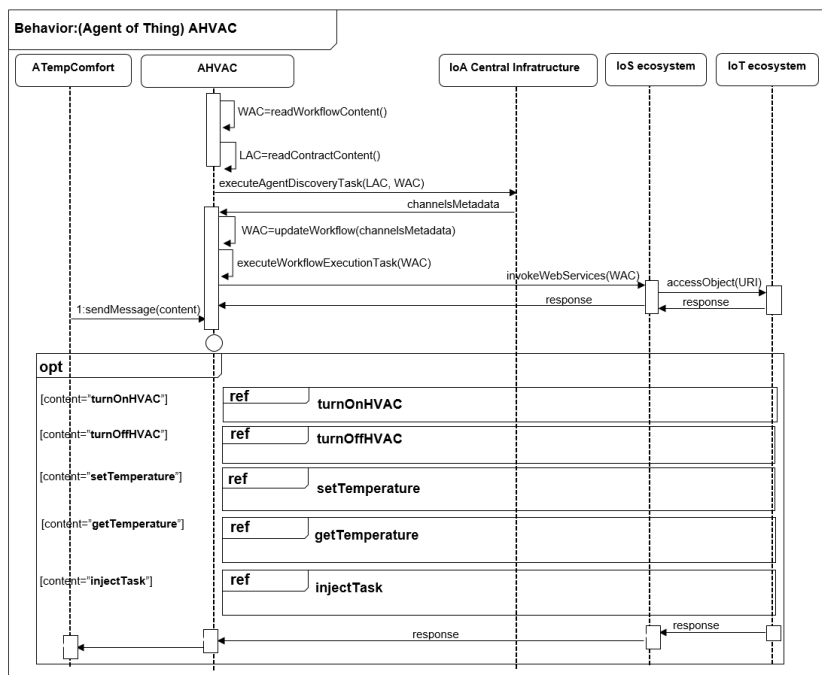 Behavior:(Agent of Thing) AHVAC
ATempComfort
AHVAC
IoA Central Infratructure
IoS ecosystem
IoT ecosystem
WAC=readWorkflowContent()
LAC=readContractContent()
executeAgentDiscoveryTask(LAC, WAC)
channelsMetadata
WAC=updateWorkflow(channelsMetadata)
executeWorkflowExecutionTask(WAC)
invokeWebServices(WAC)
accessObject(URI)
response
response
1:sendMessage(content)
opt
[content="turnOnHVAC"]
ref
turnOnHVAC
[content="turnOffHVAC"]
ref
turnOffHVAC
[content="setTemperature"]
ref
setTemperature
[content="getTemperature"]
ref
getTemperature
[content="injectTask"]
ref
injectTask
response
response